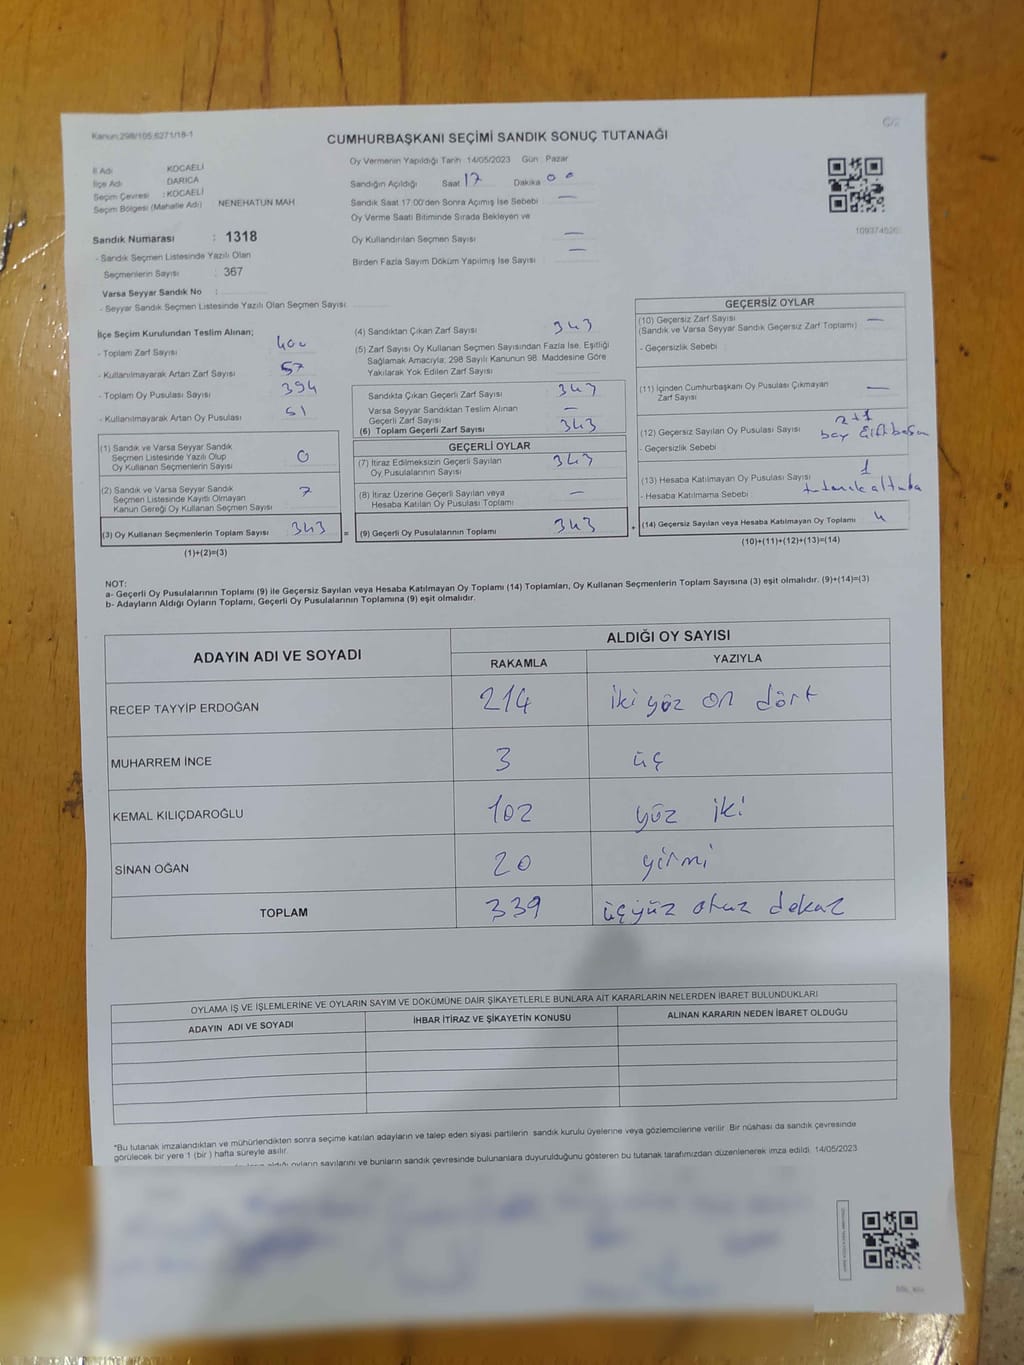 Kanun:298/105:6271/18-1
CUMHURBAŞKANI SEÇİMİ SANDIK SONUÇ TUTANAĞI
İl Adı KOCAELİ
İlçe Adı : DARICA
Seçim Çevresi : KOCAELİ
Seçim Bölgesi (Mahalle Adı) : NENEHATUN MAH
Sandık Numarası : 1318
- Sandık Seçmen Listesinde Yazılı Olan
Seçmenlerin Sayısı : 367
Varsa Seyyar Sandık No :
- Seyyar Sandık Seçmen Listesinde Yazılı Olan Seçmen Sayısı:
Oy Vermenin Yapıldığı Tarih :14/05/2023 Gün : Pazar
Sandığın Açıldığı Saat 17 Dakika 00
Sandık Saat 17.00'den Sonra Açılmış İse Sebebi —
Oy Verme Saati Bitiminde Sırada Bekleyen ve
Oy Kullandırılan Seçmen Sayısı —
Birden Fazla Sayım Döküm Yapılmış İse Sayısı —
109374526
İlçe Seçim Kurulundan Teslim Alınan;
- Toplam Zarf Sayısı 400
- Kullanılmayarak Artan Zarf Sayısı 57
- Toplam Oy Pusulası Sayısı 394
- Kullanılmayarak Artan Oy Pusulası 51
(1) Sandık ve Varsa Seyyar Sandık
Seçmen Listesinde Yazılı Olup
Oy Kullanan Seçmenlerin Sayısı 0
(2) Sandık ve Varsa Seyyar Sandık
Seçmen Listesinde Kayıtlı Olmayan
Kanun Gereği Oy Kullanan Seçmen Sayısı 7
(3) Oy Kullanan Seçmenlerin Toplam Sayısı 343 =
(1)+(2)=(3)
(4) Sandıktan Çıkan Zarf Sayısı 343
(5) Zarf Sayısı Oy Kullanan Seçmen Sayısından Fazla İse, Eşitliği
Sağlamak Amacıyla; 298 Sayılı Kanunun 98. Maddesine Göre
Yakılarak Yok Edilen Zarf Sayısı
Sandıkta Çıkan Geçerli Zarf Sayısı 343
Varsa Seyyar Sandıktan Teslim Alınan
Geçerli Zarf Sayısı —
(6) Toplam Geçerli Zarf Sayısı 343
GEÇERLİ OYLAR
(7) İtiraz Edilmeksizin Geçerli Sayılan
Oy Pusulalarının Sayısı 343
(8) İtiraz Üzerine Geçerli Sayılan veya
Hesaba Katılan Oy Pusulası Toplamı —
(9) Geçerli Oy Pusulalarının Toplamı 343 +
GEÇERSİZ OYLAR
(10) Geçersiz Zarf Sayısı —
(Sandık ve Varsa Seyyar Sandık Geçersiz Zarf Toplamı)
- Geçersizlik Sebebi
(11) İçinden Cumhurbaşkanı Oy Pusulası Çıkmayan
Zarf Sayısı —
(12) Geçersiz Sayılan Oy Pusulası Sayısı 2+1
- Geçersizlik Sebebi
(13) Hesaba Katılmayan Oy Pusulası Sayısı 1
- Hesaba Katılmama Sebebi
(14) Geçersiz Sayılan veya Hesaba Katılmayan Oy Toplamı 4
(10)+(11)+(12)+(13)=(14)
NOT:
a- Geçerli Oy Pusulalarının Toplamı (9) ile Geçersiz Sayılan veya Hesaba Katılmayan Oy Toplamı (14) Toplamları, Oy Kullanan Seçmenlerin Toplam Sayısına (3) eşit olmalıdır. (9)+(14)=(3)
b- Adayların Aldığı Oyların Toplamı, Geçerli Oy Pusulalarının Toplamına (9) eşit olmalıdır.
ADAYIN ADI VE SOYADI ALDIĞI OY SAYISI
RAKAMLA YAZIYLA
RECEP TAYYİP ERDOĞAN 214 iki yüz on dört
MUHARREM İNCE 3 üç
KEMAL KILIÇDAROĞLU 102 yüz iki
SİNAN OĞAN 20 yirmi
TOPLAM 339 üçyüz otuz dokuz
OYLAMA İŞ VE İŞLEMLERİNE VE OYLARIN SAYIM VE DÖKÜMÜNE DAİR ŞİKAYETLERLE BUNLARA AİT KARARLARIN NELERDEN İBARET BULUNDUKLARI
ADAYIN ADI VE SOYADI İHBAR İTİRAZ VE ŞİKAYETİN KONUSU ALINAN KARARIN NEDEN İBARET OLDUĞU
*Bu tutanak imzalandıktan ve mühürlendikten sonra seçime katılan adayların ve talep eden siyasi partilerin sandık kurulu üyelerine veya gözlemcilerine verilir. Bir nüshası da sandık çevresinde
görülecek bir yere 1 (bir ) hafta süreyle asılır.
aldığı oyların sayılarını ve bunların sandık çevresinde bulunanlara duyurulduğunu gösteren bu tutanak tarafımızdan düzenlenerek imza edildi. 14/05/2023